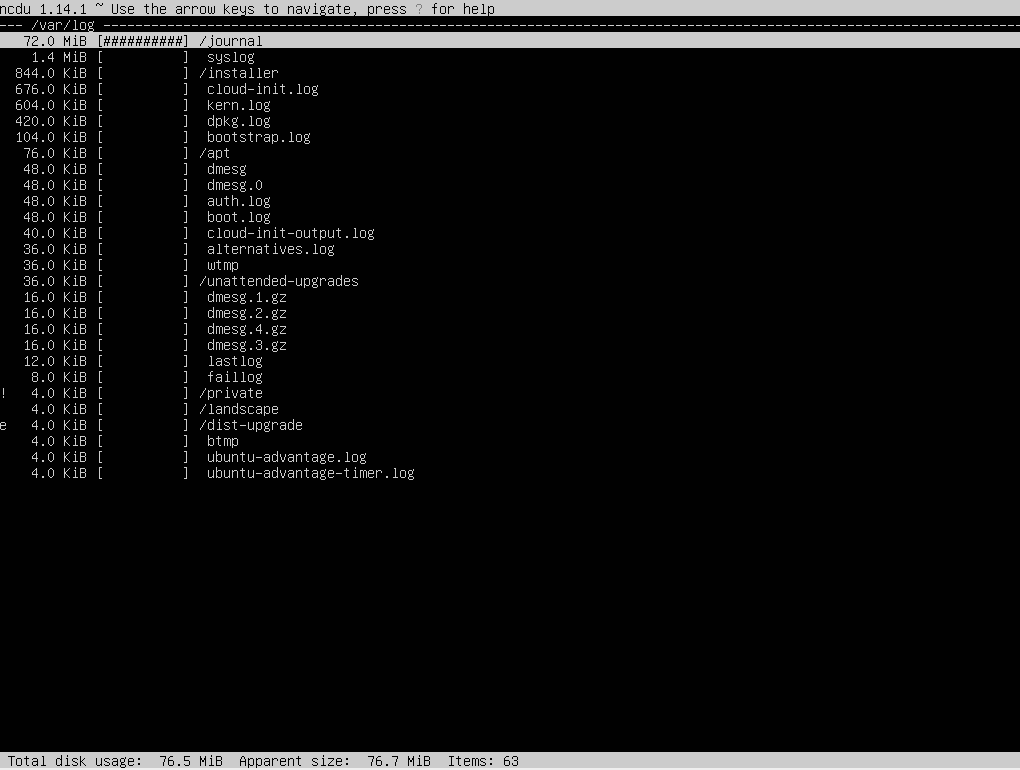 ncdu 1.14.1 ~ Use the arrow keys to navigate, press ? for help
--- /var/log ----------------------------------------------------------------------------------------------------------------
   72.0 MiB [##########] /journal
    1.4 MiB [          ]  syslog
  844.0 KiB [          ] /installer
  676.0 KiB [          ]  cloud-init.log
  604.0 KiB [          ]  kern.log
  420.0 KiB [          ]  dpkg.log
  104.0 KiB [          ]  bootstrap.log
   76.0 KiB [          ] /apt
   48.0 KiB [          ]  dmesg
   48.0 KiB [          ]  dmesg.0
   48.0 KiB [          ]  auth.log
   48.0 KiB [          ]  boot.log
   40.0 KiB [          ]  cloud-init-output.log
   36.0 KiB [          ]  alternatives.log
   36.0 KiB [          ]  wtmp
   36.0 KiB [          ] /unattended-upgrades
   16.0 KiB [          ]  dmesg.1.gz
   16.0 KiB [          ]  dmesg.2.gz
   16.0 KiB [          ]  dmesg.4.gz
   16.0 KiB [          ]  dmesg.3.gz
   12.0 KiB [          ]  lastlog
    8.0 KiB [          ]  faillog
!   4.0 KiB [          ] /private
    4.0 KiB [          ] /landscape
e   4.0 KiB [          ] /dist-upgrade
    4.0 KiB [          ]  btmp
    4.0 KiB [          ]  ubuntu-advantage.log
    4.0 KiB [          ]  ubuntu-advantage-timer.log
 Total disk usage:  76.5 MiB  Apparent size:  76.7 MiB  Items: 63